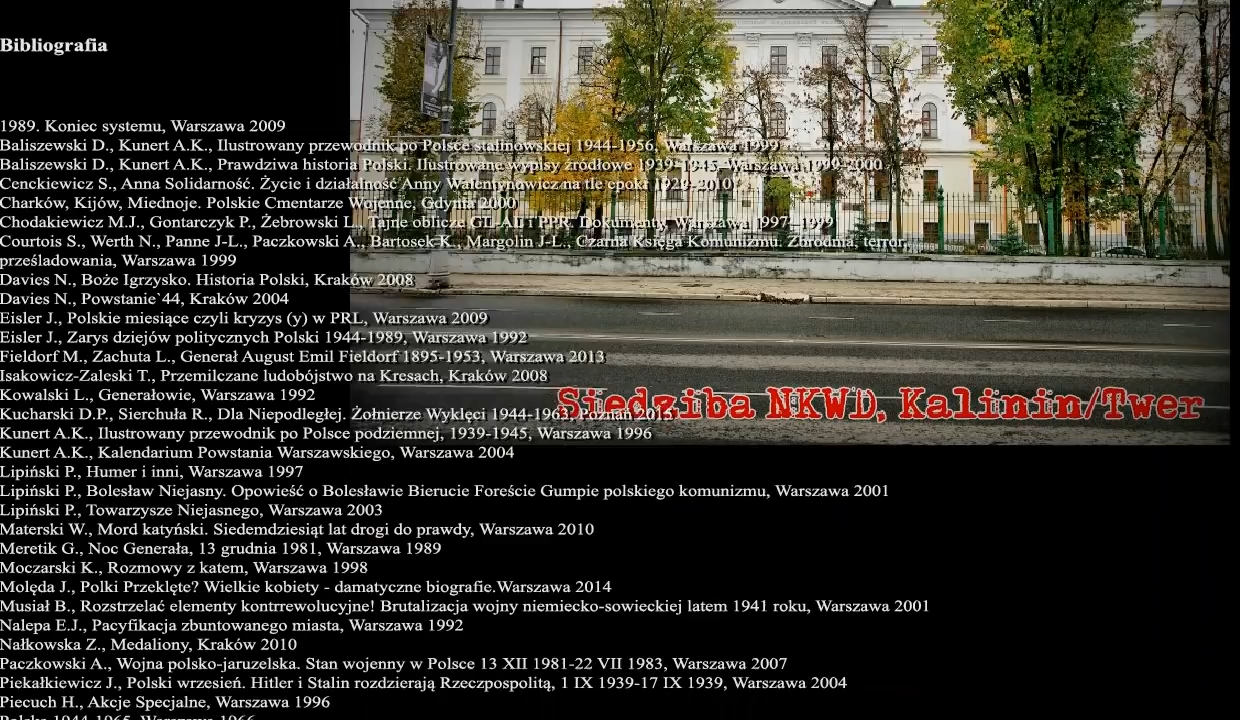 Bibliografia
1989. Koniec systemu, Warszawa 2009
Baliszewski D., Kunert A.K., Ilustrowany przewodnik po Polsce stalinowskiej 1944-1956, Warszawa 1999
Baliszewski D., Kunert A.K., Prawdziwa historia Polski. Ilustrowane wypisy źródłowe 1939-1945, Warszawa 1999-2000
Cenckiewicz S., Anna Solidarność. Życie i działalność Anny Walentynowicz na tle epoki 1929-2010)
Charków, Kijów, Miednoje. Polskie Cmentarze Wojenne, Gdynia 2000
Chodakiewicz M.J., Gontarczyk P., Żebrowski L., Tajne oblicze GL-AL i PPR. Dokumenty, Warszawa 1997-1999
Courtois S., Werth N., Panne J-L., Paczkowski A., Bartosek K., Margolin J-L., Czarna Księga Komunizmu. Zbrodnia, terror,
prześladowania, Warszawa 1999
Davies N., Boże Igrzysko. Historia Polski, Kraków 2008
Davies N., Powstanie`44, Kraków 2004
Eisler J., Polskie miesiące czyli kryzys (y) w PRL, Warszawa 2009
Eisler J., Zarys dziejów politycznych Polski 1944-1989, Warszawa 1992
Fieldorf M., Zachuta L., Generał August Emil Fieldorf 1895-1953, Warszawa 2013
Isakowicz-Zaleski T., Przemilczane ludobójstwo na Kresach, Kraków 2008
Kowalski L., Generałowie, Warszawa 1992
Kucharski D.P., Sierchuła R., Dla Niepodległej. Żołnierze Wyklęci 1944-1963, Poznań 2015
Siedziba NKWD, Kalinin/Twer
Kunert A.K., Ilustrowany przewodnik po Polsce podziemnej, 1939-1945, Warszawa 1996
Kunert A.K., Kalendarium Powstania Warszawskiego, Warszawa 2004
Lipiński P., Humer i inni, Warszawa 1997
Lipiński P., Bolesław Niejasny. Opowieść o Bolesławie Bierucie Foreście Gumpie polskiego komunizmu, Warszawa 2001
Lipiński P., Towarzysze Niejasnego, Warszawa 2003
Materski W., Mord katyński. Siedemdziesiąt lat drogi do prawdy, Warszawa 2010
Meretik G., Noc Generała, 13 grudnia 1981, Warszawa 1989
Moczarski K., Rozmowy z katem, Warszawa 1998
Molęda J., Polki Przeklęte? Wielkie kobiety - damatyczne biografie.Warszawa 2014
Musiał B., Rozstrzelać elementy kontrrewolucyjne! Brutalizacja wojny niemiecko-sowieckiej latem 1941 roku, Warszawa 2001
Nalepa E.J., Pacyfikacja zbuntowanego miasta, Warszawa 1992
Nałkowska Z., Medaliony, Kraków 2010
Paczkowski A., Wojna polsko-jaruzelska. Stan wojenny w Polsce 13 XII 1981-22 VII 1983, Warszawa 2007
Piekałkiewicz J., Polski wrzesień. Hitler i Stalin rozdzierają Rzeczpospolitą, 1 IX 1939-17 IX 1939, Warszawa 2004
Piecuch H., Akcje Specjalne, Warszawa 1996
Polska 1944-1965, Warszawa 1966